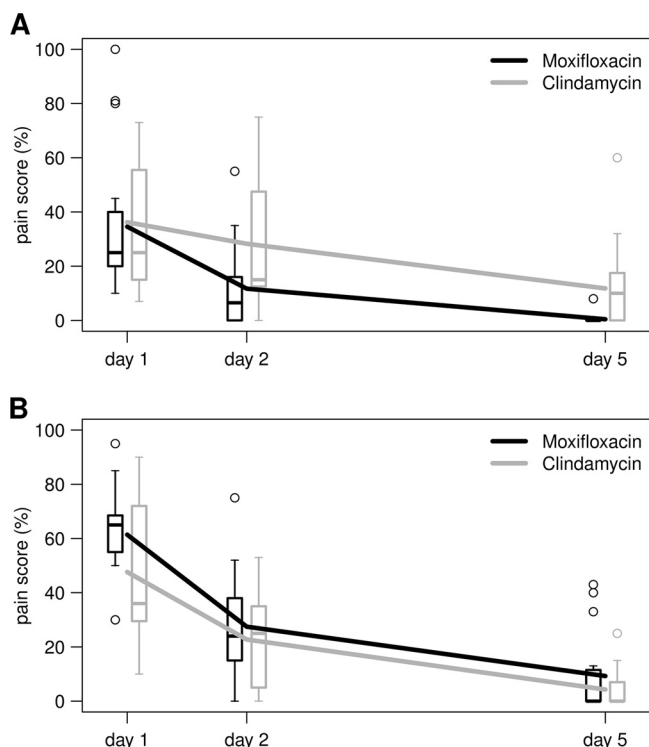 A
100
80
60
40
20
0
pain score (%)
Moxifloxacin
Clindamycin
day 1 day 2 day 5
B
100
80
60
40
20
0
pain score (%)
Moxifloxacin
Clindamycin
day 1 day 2 day 5